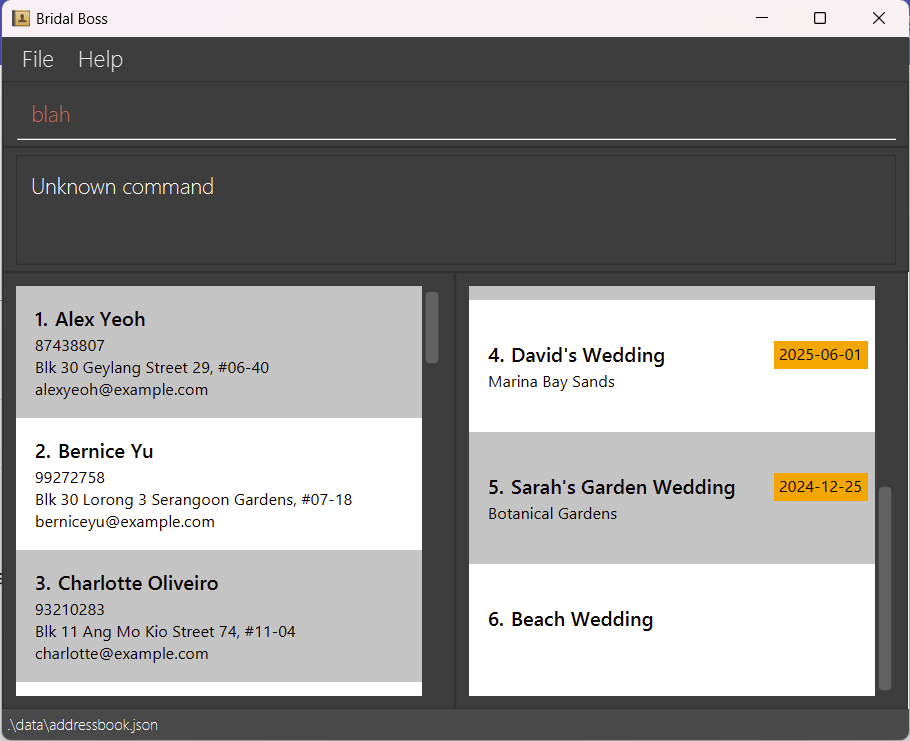 Bridal Boss
File Help
blah
Unknown command
1. Alex Yeoh
87438807
Blk 30 Geylang Street 29, #06-40
alexyeoh@example.com
2. Bernice Yu
99272758
Blk 30 Lorong 3 Serangoon Gardens, #07-18
berniceyu@example.com
3. Charlotte Oliveiro
93210283
Blk 11 Ang Mo Kio Street 74, #11-04
charlotte@example.com
4. David's Wedding
2025-06-01
Marina Bay Sands
5. Sarah's Garden Wedding
2024-12-25
Botanical Gardens
6. Beach Wedding
.\data\addressbook.json